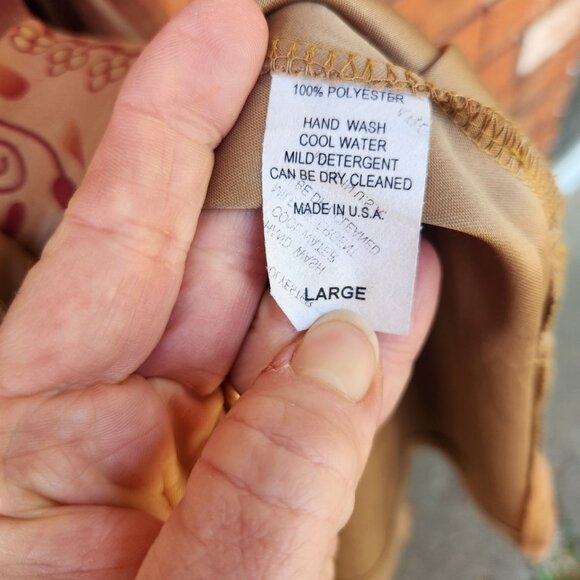 100% POLYESTER
HAND WASH
COOL WATER
MILD DETERGENT
CAN BE DRY CLEANED
MADE IN U.S.A.
LARGE